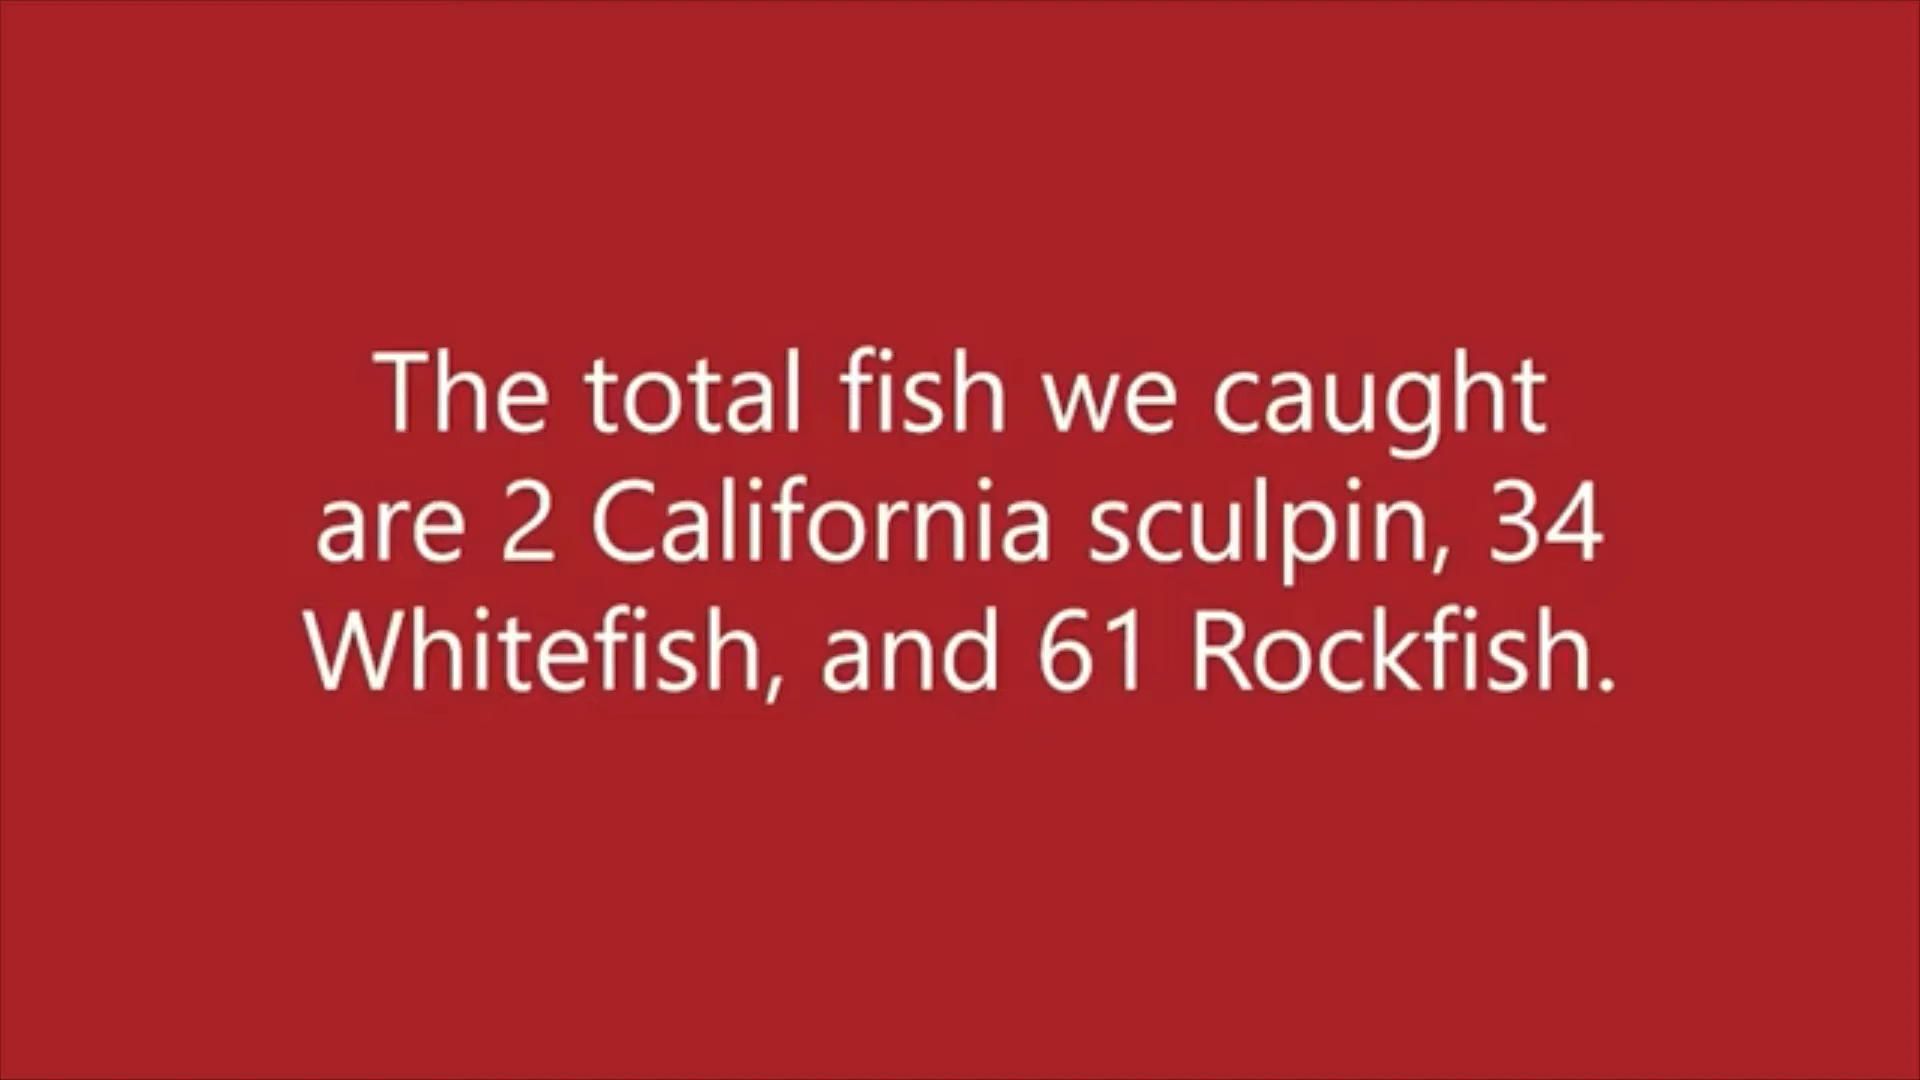 The total fish we caught
are 2 California sculpin, 34
Whitefish, and 61 Rockfish.